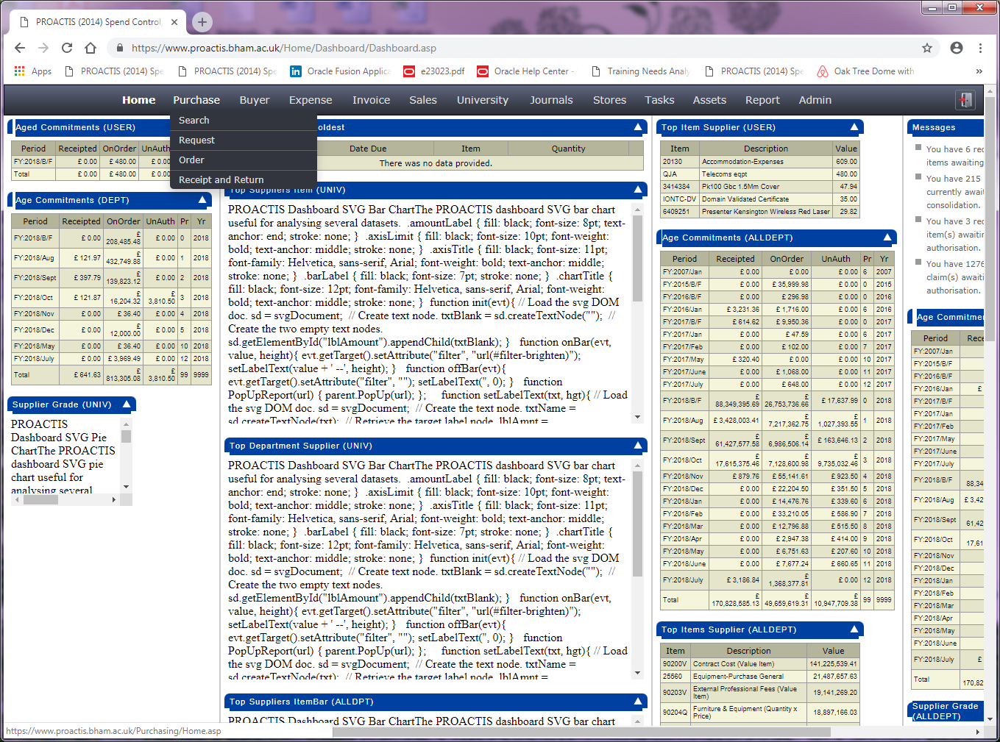 PROACTIS (2014) Spend Control,
https://www.proactis.bham.ac.uk/Home/Dashboard/Dashboard.asp
Apps PROACTIS (2014) Spe PROACTIS (2014) Spe Oracle Fusion Applica e23023.pdf Oracle Help Center - Training Needs Analy PROACTIS (2014) Spe Oak Tree Dome with »
Home Purchase Buyer Expense Invoice Sales University Journals Stores Tasks Assets Report Admin
Search
Request
Order
Receipt and Return
Aged Commitments (USER)
Period Receipted OnOrder UnAuth
FY:2018/B/F £ 0.00 £ 480.00 £ 0.00
Total £ 0.00 £ 480.00 £ 0.00
Age Commitments (DEPT)
Period Receipted OnOrder UnAuth Pr Yr
FY:2018/B/F £ 0.00 £ 208,485.48 £ 0.00 0 2018
FY:2018/Aug £ 121.97 £ 432,749.88 £ 0.00 1 2018
FY:2018/Sept £ 397.79 £ 139,823.12 £ 0.00 2 2018
FY:2018/Oct £ 121.87 £ 16,204.32 £ 3,810.50 3 2018
FY:2018/Nov £ 0.00 £ 36.40 £ 0.00 4 2018
FY:2018/Dec £ 0.00 £ 12,000.00 £ 0.00 5 2018
FY:2018/May £ 0.00 £ 36.40 £ 0.00 10 2018
FY:2018/July £ 0.00 £ 3,969.49 £ 0.00 12 2018
Total £ 641.63 £ 813,305.08 £ 3,810.50 99 9999
Supplier Grade (UNIV)
PROACTIS
Dashboard SVG Pie
ChartThe PROACTIS
dashboard SVG pie
chart useful for
analysing several
oldest
Date Due Item Quantity
There was no data provided.
Top Suppliers Item (UNIV)
PROACTIS Dashboard SVG Bar ChartThe PROACTIS dashboard SVG bar chart
useful for analysing several datasets. .amountLabel { fill: black; font-size: 8pt; text-
anchor: end; stroke: none; } .axisLimit { fill: black; font-size: 10pt; font-weight:
bold; text-anchor: middle; stroke: none; } .axisTitle { fill: black; font-size: 11pt;
font-family: Helvetica, sans-serif, Arial; font-weight: bold; text-anchor: middle;
stroke: none; } .barLabel { fill: black; font-size: 7pt; stroke: none; } .chartTitle {
fill: black; font-size: 12pt; font-family: Helvetica, sans-serif, Arial; font-weight:
bold; text-anchor: middle; stroke: none; } function init(evt){ // Load the svg DOM
doc. sd = svgDocument; // Create text node. txtBlank = sd.createTextNode(""); //
Create the two empty text nodes.
sd.getElementById("lblAmount").appendChild(txtBlank); } function onBar(evt,
value, height){ evt.getTarget().setAttribute("filter", "url(#filter-brighten)");
setLabelText(value + ' --', height); } function offBar(evt){
evt.getTarget().setAttribute("filter", ""); setLabelText('', 0); } function
PopUpReport(url) { parent.PopUp(url); }; function setLabelText(txt, hgt){ // Load
the svg DOM doc. sd = svgDocument; // Create the text node. txtName =
sd.createTextNode(txt); // Retrieve the target label node. lblAmnt =
Top Department Supplier (UNIV)
PROACTIS Dashboard SVG Bar ChartThe PROACTIS dashboard SVG bar chart
useful for analysing several datasets. .amountLabel { fill: black; font-size: 8pt; text-
anchor: end; stroke: none; } .axisLimit { fill: black; font-size: 10pt; font-weight:
bold; text-anchor: middle; stroke: none; } .axisTitle { fill: black; font-size: 11pt;
font-family: Helvetica, sans-serif, Arial; font-weight: bold; text-anchor: middle;
stroke: none; } .barLabel { fill: black; font-size: 7pt; stroke: none; } .chartTitle {
fill: black; font-size: 12pt; font-family: Helvetica, sans-serif, Arial; font-weight:
bold; text-anchor: middle; stroke: none; } function init(evt){ // Load the svg DOM
doc. sd = svgDocument; // Create text node. txtBlank = sd.createTextNode(""); //
Create the two empty text nodes.
sd.getElementById("lblAmount").appendChild(txtBlank); } function onBar(evt,
value, height){ evt.getTarget().setAttribute("filter", "url(#filter-brighten)");
setLabelText(value + ' --', height); } function offBar(evt){
evt.getTarget().setAttribute("filter", ""); setLabelText('', 0); } function
PopUpReport(url) { parent.PopUp(url); }; function setLabelText(txt, hgt){ // Load
the svg DOM doc. sd = svgDocument; // Create the text node. txtName =
sd.createTextNode(txt); // Retrieve the target label node. lblAmnt =
Top Suppliers ItemBar (ALLDPT)
PROACTIS Dashboard SVG Bar ChartThe PROACTIS dashboard SVG bar chart
Top Item Supplier (USER)
Item Description Value
20130 Accommodation-Expenses 609.00
QJA Telecoms eqpt 480.00
3414384 Pk100 Gbc 1.5Mm Cover 47.94
IONTC-DV Domain Validated Certificate 35.00
6409251 Presenter Kensington Wireless Red Laser 29.82
Age Commitments (ALLDEPT)
Period Receipted OnOrder UnAuth Pr Yr
FY:2007/Jan £ 0.00 £ 0.00 £ 0.00 6 2007
FY:2015/B/F £ 0.00 £ 35,999.98 £ 0.00 0 2015
FY:2016/B/F £ 0.00 £ 296.98 £ 0.00 0 2016
FY:2016/Jan £ 3,231.36 £ 1,716.00 £ 0.00 6 2016
FY:2017/B/F £ 614.62 £ 9,950.36 £ 0.00 0 2017
FY:2017/Jan £ 0.00 £ 47.59 £ 0.00 6 2017
FY:2017/Feb £ 0.00 £ 102.00 £ 0.00 7 2017
FY:2017/May £ 320.40 £ 0.00 £ 0.00 10 2017
FY:2017/June £ 0.00 £ 1,068.00 £ 0.00 11 2017
FY:2017/July £ 0.00 £ 648.00 £ 0.00 12 2017
FY:2018/B/F £ 88,349,395.69 £ 26,753,736.66 £ 17,637.99 0 2018
FY:2018/Aug £ 3,428,003.41 £ 7,217,362.75 £ 1,027,393.55 1 2018
FY:2018/Sept £ 61,427,577.58 £ 6,986,506.14 £ 163,646.13 2 2018
FY:2018/Oct £ 17,615,375.46 £ 7,128,600.98 £ 9,735,032.46 3 2018
FY:2018/Nov £ 879.76 £ 55,141.61 £ 923.50 4 2018
FY:2018/Dec £ 0.00 £ 22,204.50 £ 351.50 5 2018
FY:2018/Jan £ 0.00 £ 14,476.76 £ 339.60 6 2018
FY:2018/Feb £ 0.00 £ 33,210.05 £ 586.90 7 2018
FY:2018/Mar £ 0.00 £ 12,796.88 £ 515.50 8 2018
FY:2018/Apr £ 0.00 £ 2,947.38 £ 414.00 9 2018
FY:2018/May £ 0.00 £ 6,751.63 £ 207.60 10 2018
FY:2018/June £ 0.00 £ 7,677.24 £ 660.65 11 2018
FY:2018/July £ 3,186.84 £ 1,368,377.81 £ 0.00 12 2018
Total £ 170,828,585.13 £ 49,659,619.31 £ 10,947,709.38 99 9999
Top Items Supplier (ALLDEPT)
Item Description Value
90200V Contract Cost (Value Item) 141,225,539.41
25560 Equipment-Purchase General 21,487,657.63
90203V External Professional Fees (Value Item) 19,141,269.20
90204Q Furniture & Equipment (Quantity x Price) 18,897,166.03
Messages
You have 6 rec
items awaiting
You have 215
currently await
consolidation.
You have 3 rec
item(s) awaitin
authorisation.
You have 1276
claim(s) awaiti
authorisation.
Age Commitmen
Period Rece
FY:2007/Jan
FY:2015/B/F
FY:2016/B/F
FY:2016/Jan £
FY:2017/B/F
FY:2017/Jan
FY:2017/Feb
FY:2017/May
FY:2017/June
FY:2017/July
FY:2018/B/F 88,34
FY:2018/Aug £ 3,42
FY:2018/Sept 61,42
FY:2018/Oct 17,61
FY:2018/Nov
FY:2018/Dec
FY:2018/Jan
FY:2018/Feb
FY:2018/Mar
FY:2018/Apr
FY:2018/May
FY:2018/June
FY:2018/July £
Total 170,82
Supplier Grade
(ALLDEPT)
https://www.proactis.bham.ac.uk/Purchasing/Home.asp